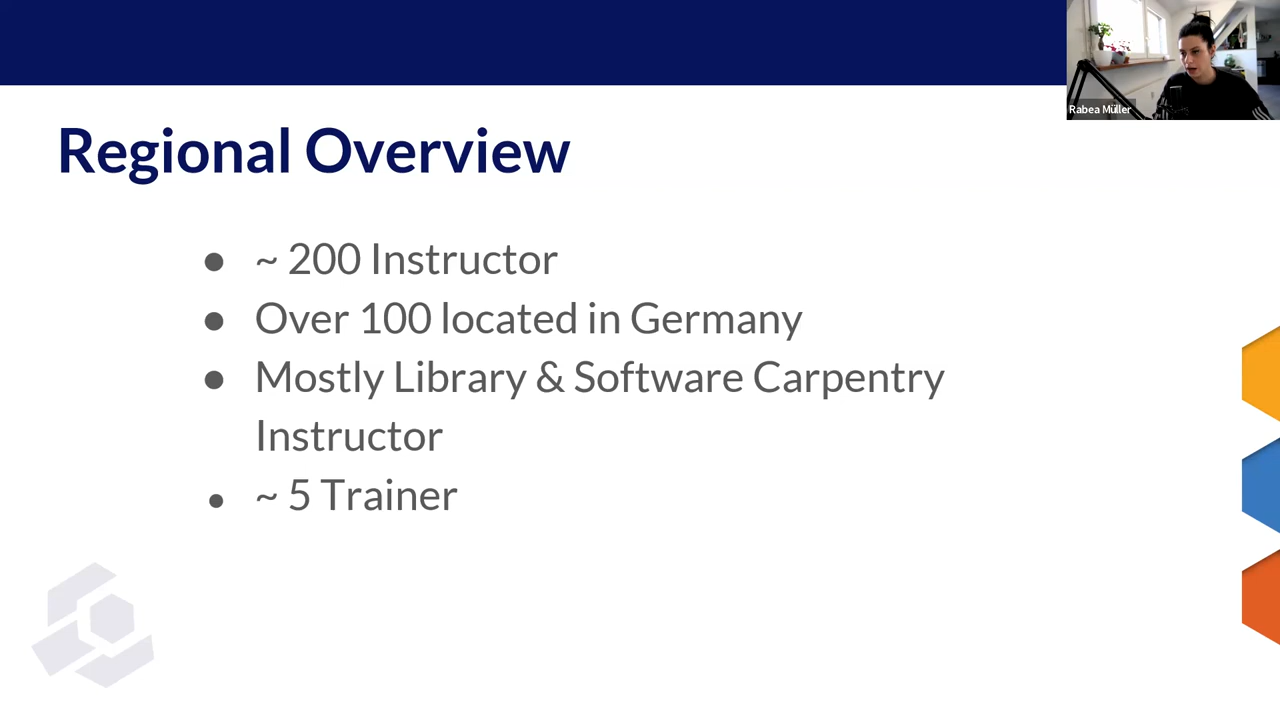 Rabea Müller
Regional Overview
● ~ 200 Instructor
● Over 100 located in Germany
● Mostly Library & Software Carpentry
Instructor
● ~ 5 Trainer